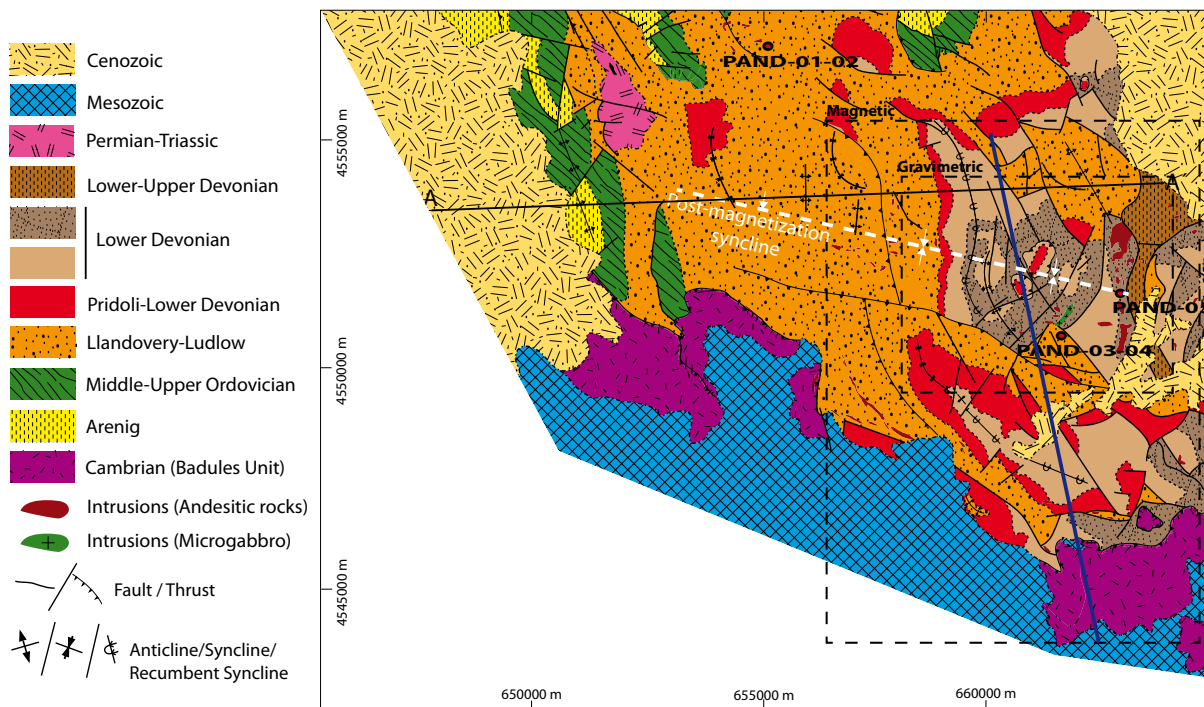 Cenozoic
Mesozoic
Permian-Triassic
Lower-Upper Devonian
Lower Devonian
Pridoli-Lower Devonian
Llandovery-Ludlow
Middle-Upper Ordovician
Arenig
Cambrian (Badules Unit)
Intrusions (Andesitic rocks)
Intrusions (Microgabbro)
Fault / Thrust
Anticline/Syncline/
Recumbent Syncline
PAND-01-02
Magnetic
Gravimetric
A
A
Post-magnetization
syncline
PAND-0
PAND-03-04
4555000 m
4550000 m
4545000 m
650000 m
655000 m
660000 m